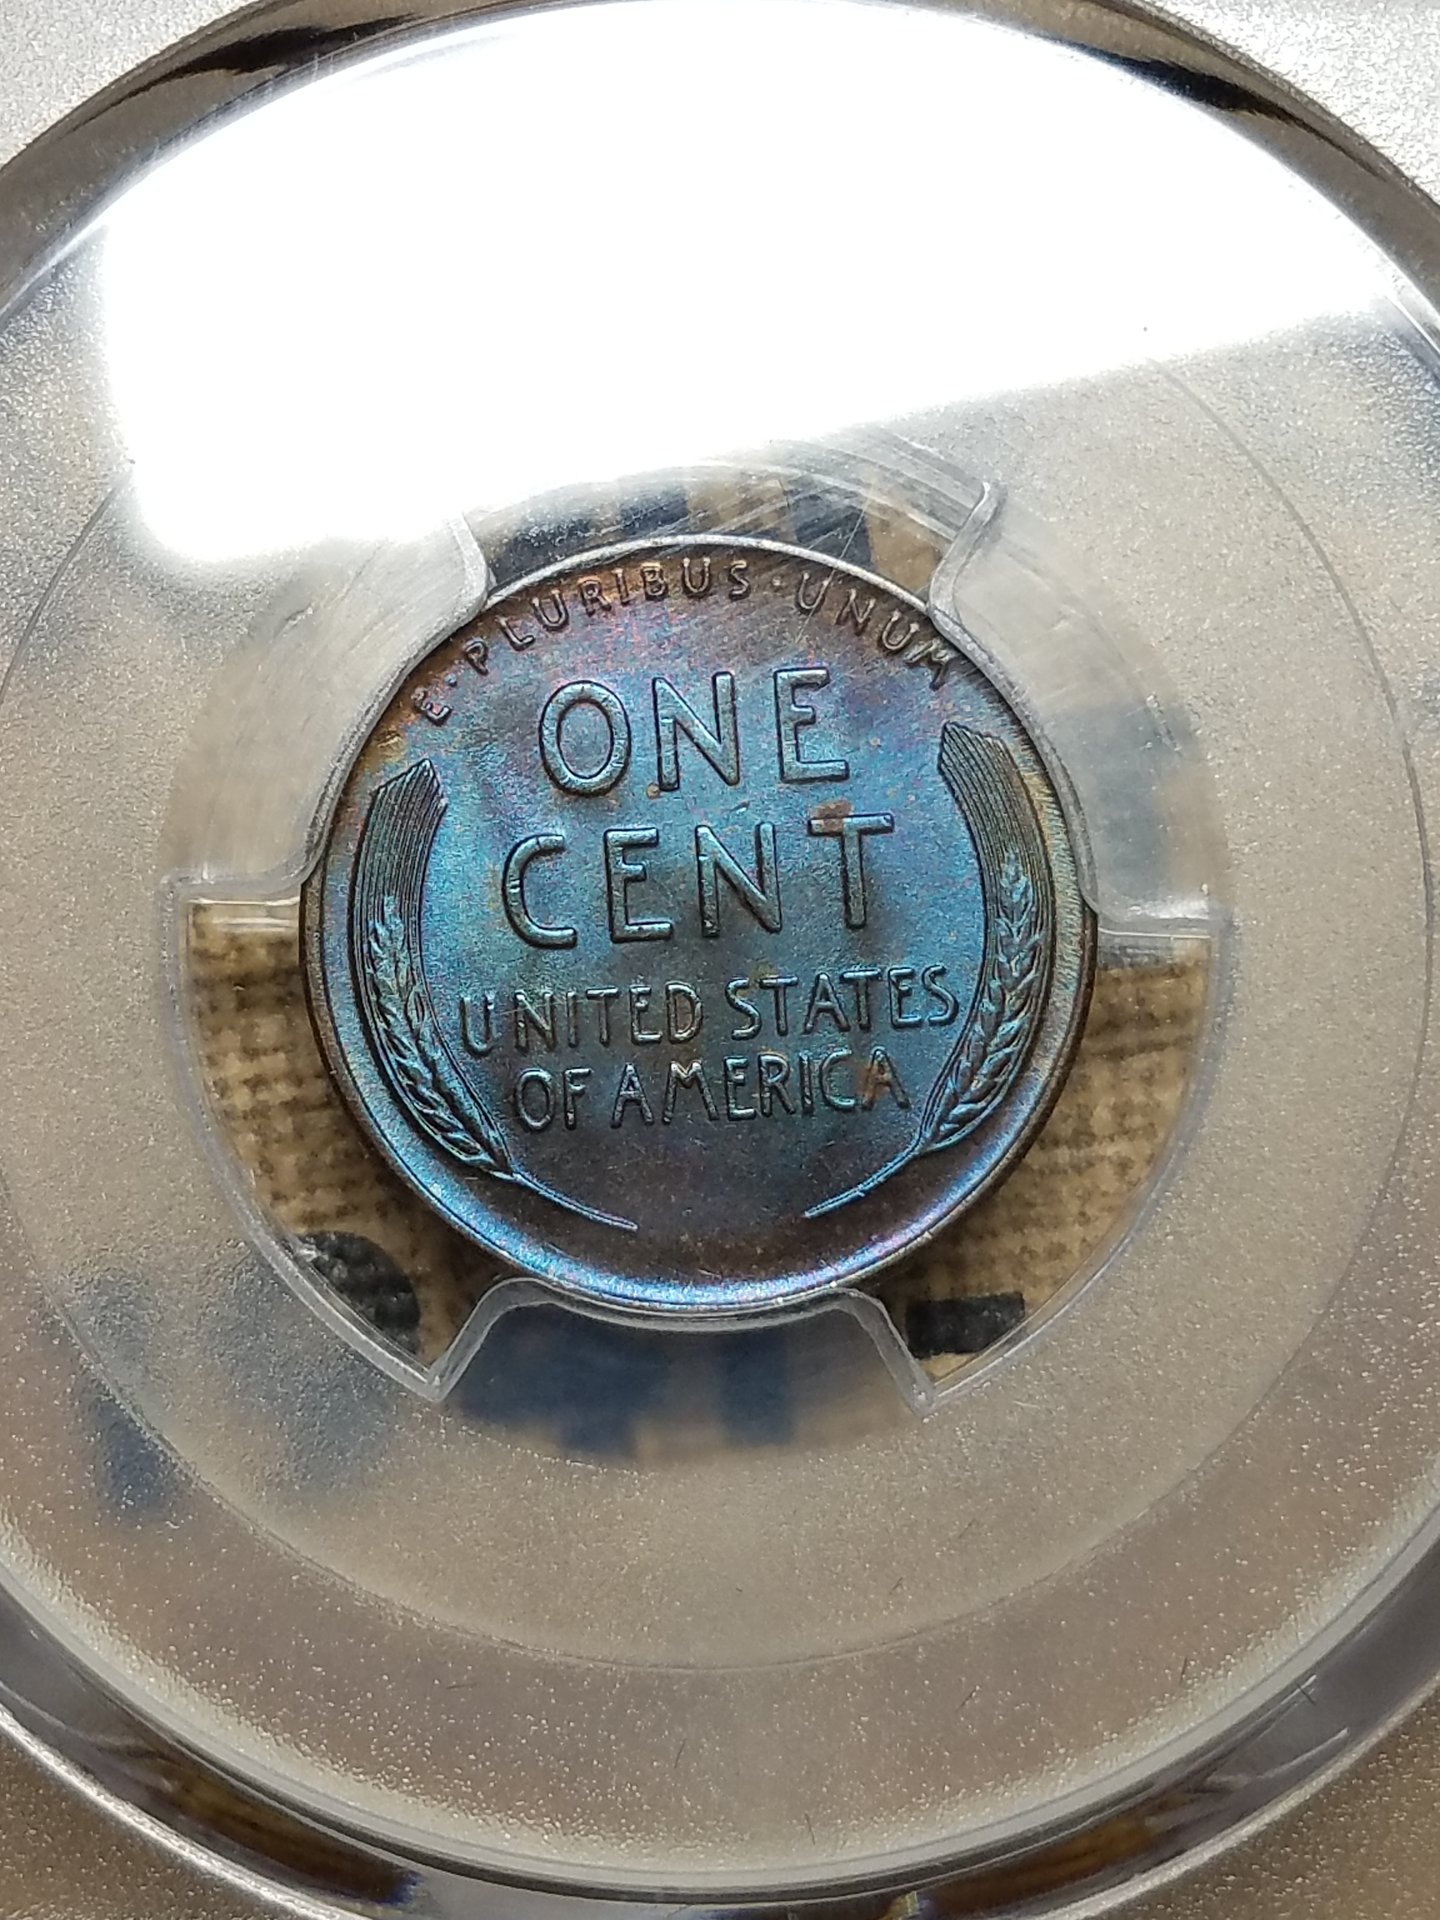 E·PLURIBUS·UNUM
ONE
CENT
UNITED STATES
OF AMERICA